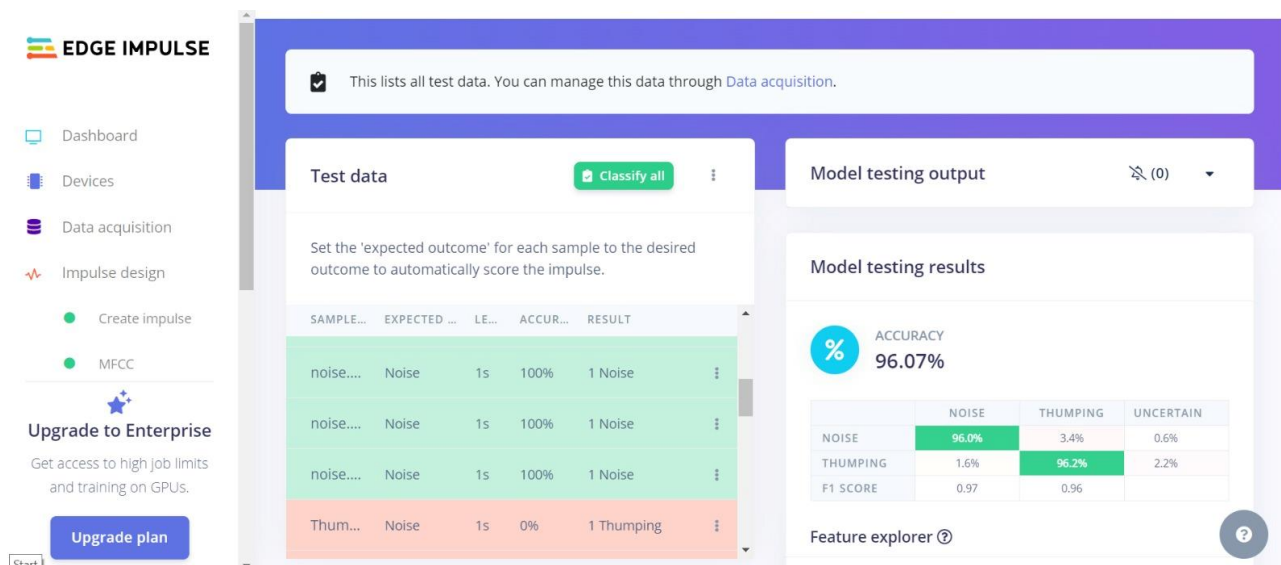 EDGE IMPULSE
Dashboard
Devices
Data acquisition
Impulse design
Create impulse
MFCC
Upgrade to Enterprise
Get access to high job limits
and training on GPUs.
Upgrade plan
Start
This lists all test data. You can manage this data through Data acquisition.
Test data
Classify all
Set the 'expected outcome' for each sample to the desired
outcome to automatically score the impulse.
SAMPLE... EXPECTED ... LE... ACCUR... RESULT
noise.... Noise 1s 100% 1 Noise
noise.... Noise 1s 100% 1 Noise
noise.... Noise 1s 100% 1 Noise
Thum... Noise 1s 0% 1 Thumping
Model testing output (0)
Model testing results
%
ACCURACY
96.07%
NOISE THUMPING UNCERTAIN
NOISE 96.0% 3.4% 0.6%
THUMPING 1.6% 96.2% 2.2%
F1 SCORE 0.97 0.96
Feature explorer ?
?